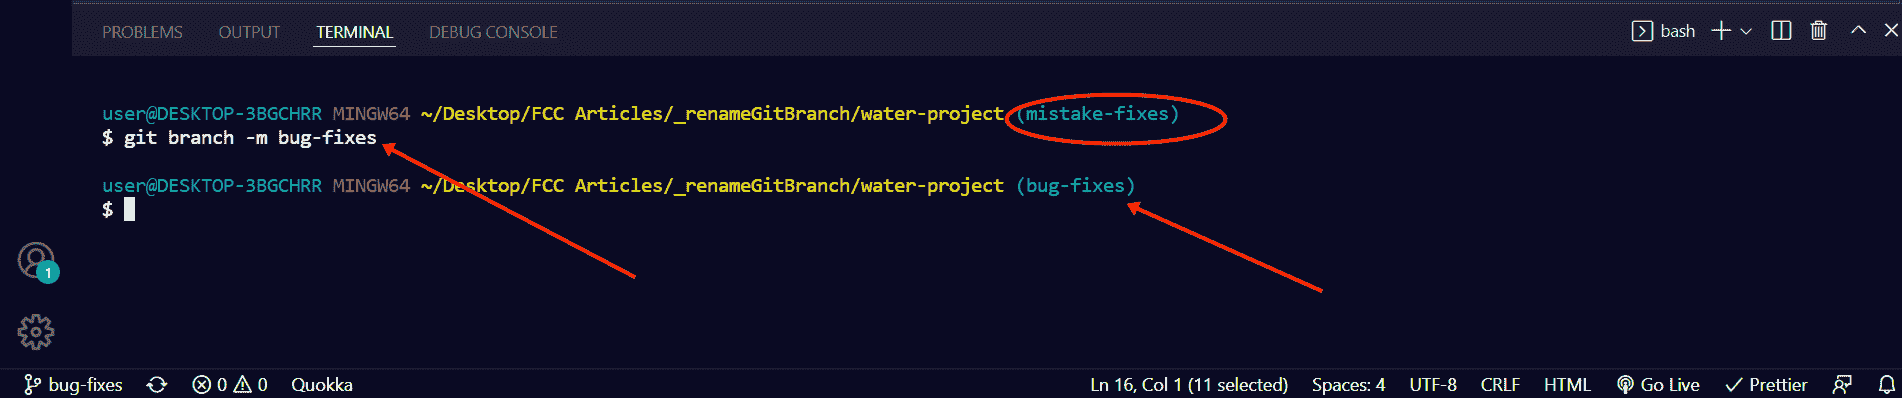 PROBLEMS OUTPUT TERMINAL DEBUG CONSOLE bash
user@DESKTOP-3BGCHRR MINGW64 ~/Desktop/FCC Articles/_renameGitBranch/water-project (mistake-fixes)
$ git branch -m bug-fixes
user@DESKTOP-3BGCHRR MINGW64 ~/Desktop/FCC Articles/_renameGitBranch/water-project (bug-fixes)
$
1
bug-fixes 0 0 Quokka Ln 16, Col 1 (11 selected) Spaces: 4 UTF-8 CRLF HTML Go Live Prettier